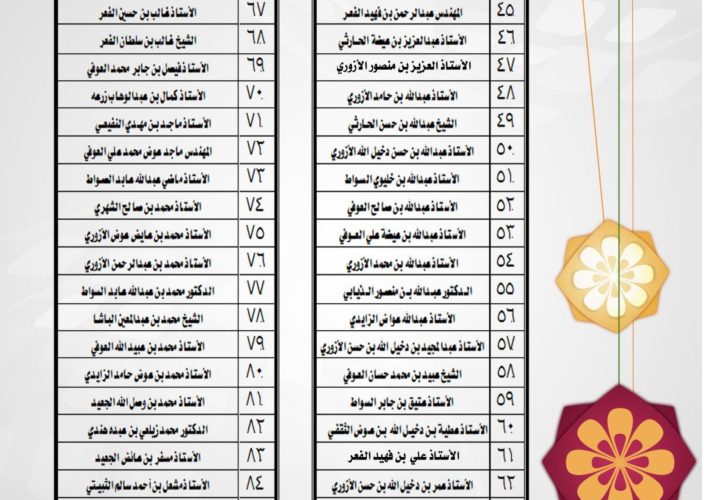 ٤٥ المهندس عبدالرحمن بن فهيد الفعر
٤٦ الأستاذ عبدالعزيز بن عيضة الحارثي
٤٧ الأستاذ العزيز بن منصور الأزوري
٤٨ الأستاذ عبدالله بن حامد الأزوري
٤٩ الشيخ عبدالله بن حسن الحارثي
٥٠ الأستاذ عبدالله بن حسن دخيل الله الأزوري
٥١ الأستاذ عبدالله بن خليوي السواط
٥٢ الأستاذ عبدالله بن صالح العوفي
٥٣ الأستاذ عبدالله بن عيضة علي العوفي
٥٤ الأستاذ عبدالله بن محمد الأزوري
٥٥ الدكتور عبدالله بن منصور الذيابي
٥٦ الأستاذ عبدالله عواض الزايدي
٥٧ الأستاذ عبدالمجيد بن دخيل الله بن حسن الأزوري
٥٨ الشيخ عبيد بن محمد حسان العوفي
٥٩ الأستاذ عتيق بن جابر السواط
٦٠ الأستاذ عطية بن دخيل الله بن عوض الثقفي
٦١ الأستاذ علي بن فهيد الفعر
٦٢ الأستاذ عمر بن دخيل الله بن حسن الأزوري
٦٧ الأستاذ غالب بن حسين الفعر
٦٨ الشيخ غالب بن سلطان الفعر
٦٩ الأستاذ فيصل بن جابر محمد العوفي
٧٠ الأستاذ كمال بن عبدالوهاب زرعه
٧١ الأستاذ ماجد بن مهدي النفيعي
٧٢ المهندس ماجد عوض محمد علي العوفي
٧٣ الأستاذ ماضي عبدالله عابد الصواط
٧٤ الأستاذ محمد بن صالح الشهري
٧٥ الأستاذ محمد بن عايض عوض الأزوري
٧٦ الأستاذ محمد بن عبدالرحمن الأزوري
٧٧ الدكتور محمد بن عبدالله عابد السواط
٧٨ الشيخ محمد بن عبدالمعين الباشا
٧٩ الأستاذ محمد بن عبيد الله العوفي
٨٠ الأستاذ محمد بن عوض حامد الزايدي
٨١ الأستاذ محمد بن وصل الله الجعيد
٨٢ الدكتور محمد زيلعي بن عبده هندي
٨٣ الأستاذ مسفر بن عائض الجعيد
٨٤ الأستاذ مشعل بن أحمد سالم الثبيتي